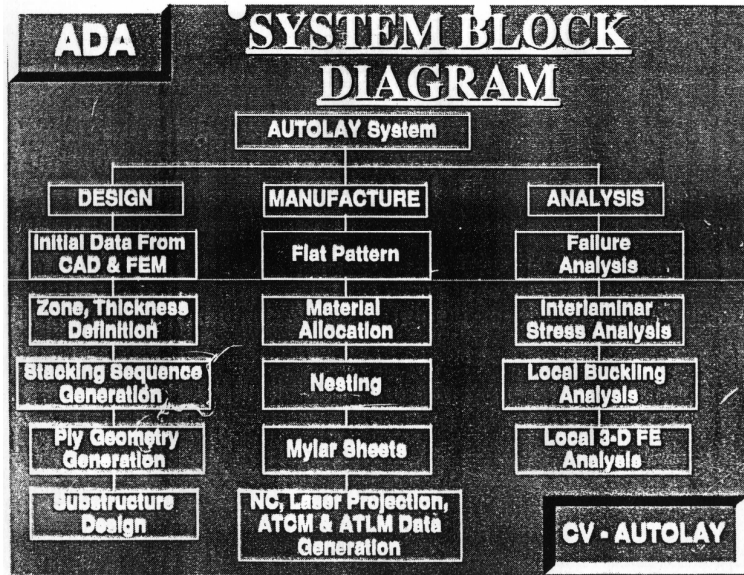 ADA
SYSTEM BLOCK
DIAGRAM
AUTOLAY System
DESIGN
Initial Data From
CAD & FEM
Zone, Thickness
Definition
Stacking Sequence
Generation
Ply Geometry
Generation
Substructure
Design
MANUFACTURE
Flat Pattern
Material
Allocation
Nesting
Mylar Sheets
NC, Laser Projection,
ATCM & ATLM Data
Generation
ANALYSIS
Failure
Analysis
Interlaminar
Stress Analysis
Local Buckling
Analysis
Local 3-D FE
Analysis
CV - AUTOLAY